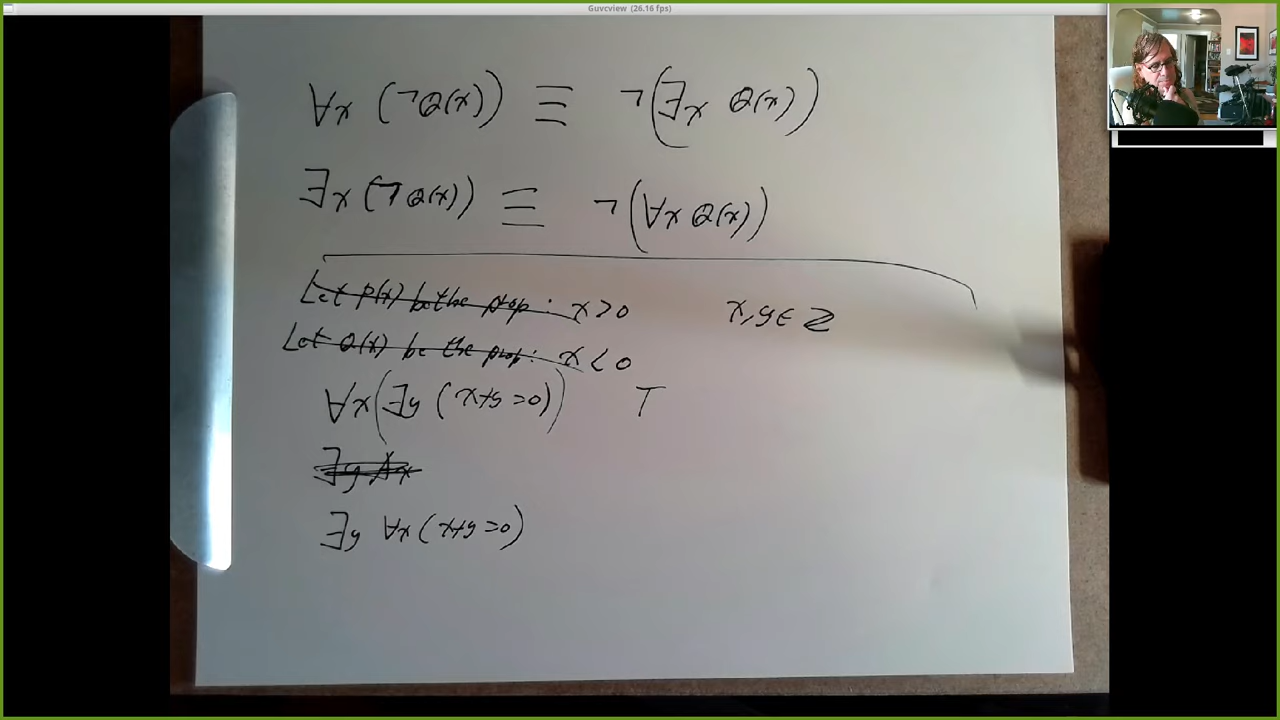 Guvcview (26.16 fps)
∀x (¬Q(x)) ≡ ¬(∃x Q(x))
∃x (¬Q(x)) ≡ ¬(∀x Q(x))
Let P(x) be the prop: x > 0 x, y ∈ ℤ
Let Q(x) be the prop: x < 0
∀x(∃y (x+y=0)) T
∃y ∀x
∃y ∀x (x+y=0)